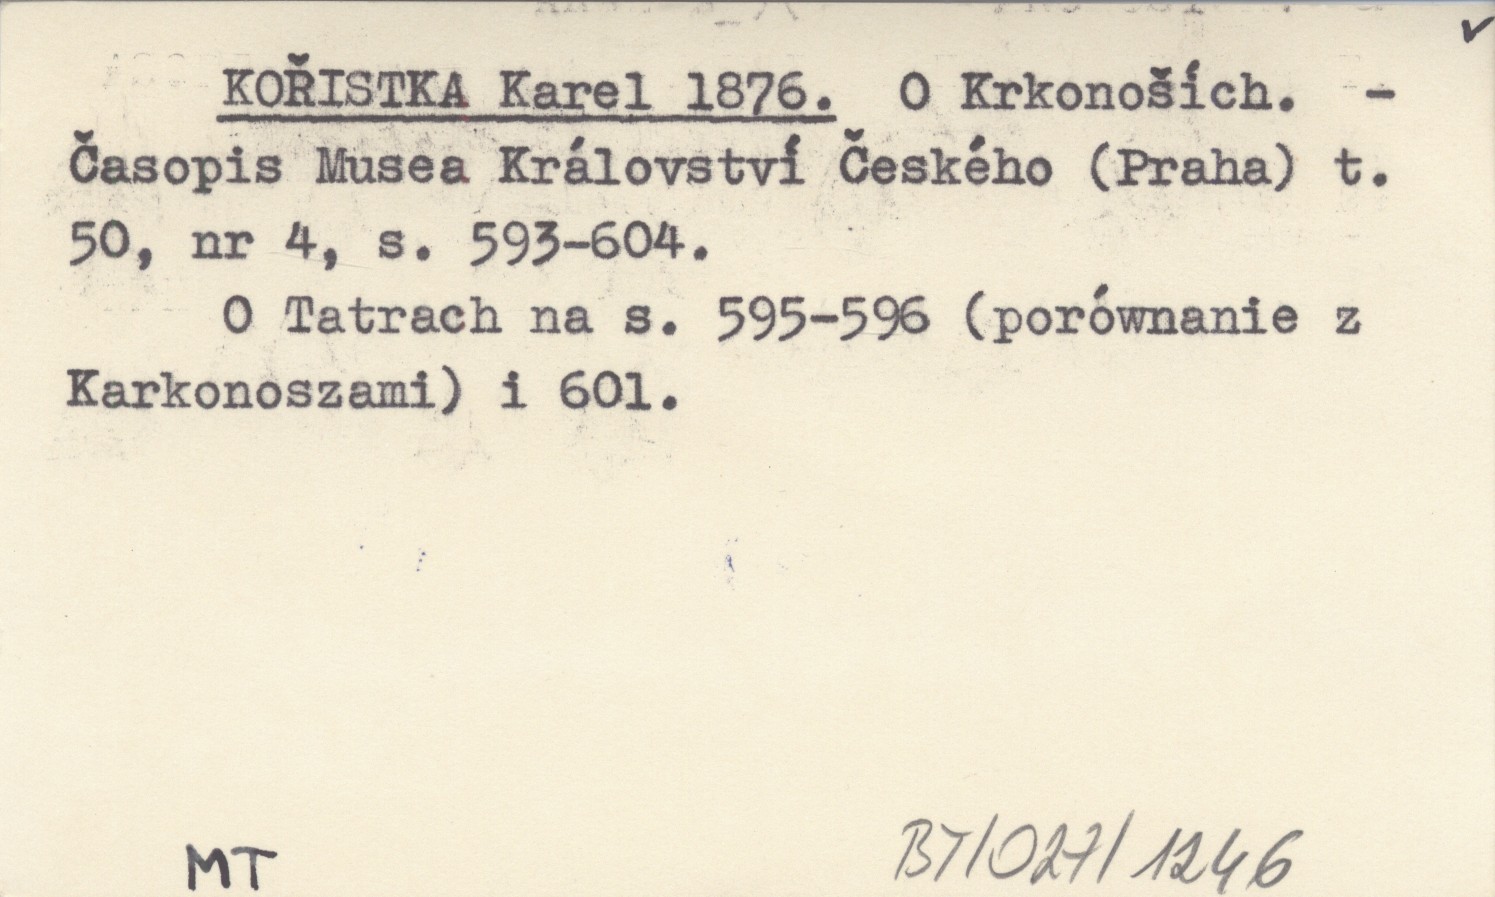 ✓
KOŘISTKA Karel 1876. O Krkonoších. -
Časopis Musea Království Českého (Praha) t.
50, nr 4, s. 593-604.
O Tatrach na s. 595-596 (porównanie z
Karkonoszami) i 601.
MT
BT/027/1246